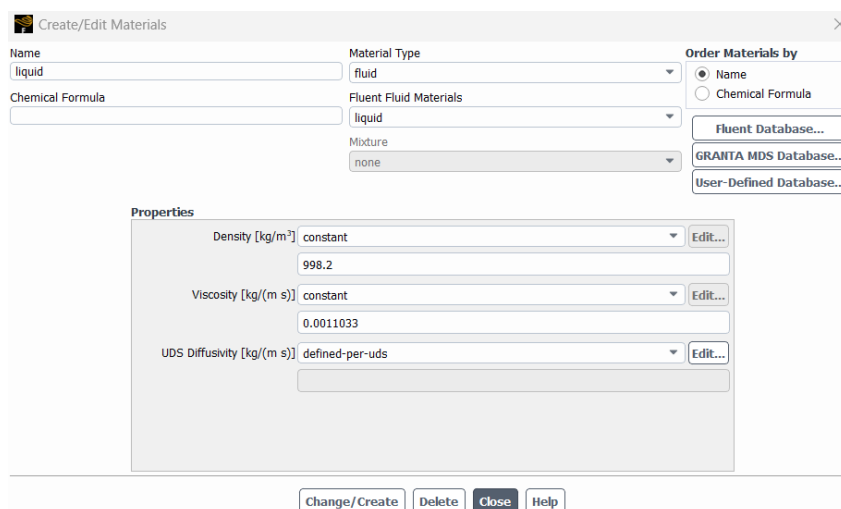 Create/Edit Materials
Name
Material Type
Order Materials by
liquid
fluid
Name
Chemical Formula
Fluent Fluid Materials
Chemical Formula
liquid
Fluent Database...
Mixture
none
GRANTA MDS Database..
User-Defined Database..
Properties
Density [kg/m³] constant Edit...
998.2
Viscosity [kg/(m s)] constant Edit...
0.0011033
UDS Diffusivity [kg/(m s)] defined-per-uds Edit...
Change/Create Delete Close Help